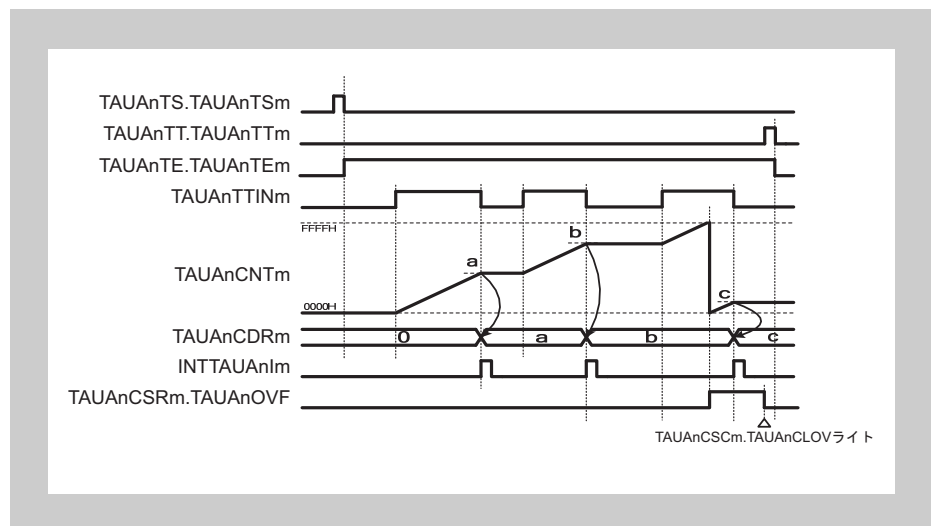 TAUAnTS.TAUAnTSm
TAUAnTT.TAUAnTTm
TAUAnTE.TAUAnTEm
TAUAnTTINm
FFFFH
b
a
TAUAnCNTm
c
0000H
TAUAnCDRm 0 a b c
INTTAUAnIm
TAUAnCSRm.TAUAnOVF
TAUAnCSCm.TAUAnCLOVライト